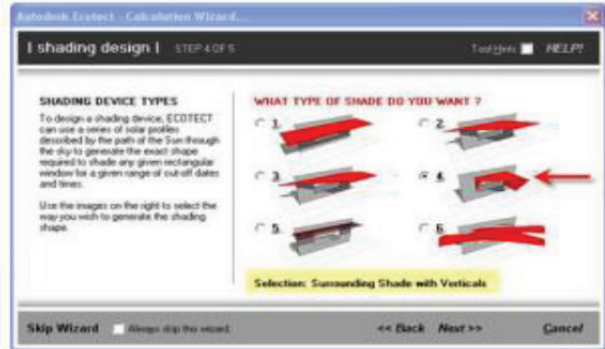 Autodesk Ecotect - Calculation Wizard...
| shading design | STEP 4 OF 5
Tool Hints
HELP!
SHADING DEVICE TYPES
To design a shading device, ECOTECT
can use a series of solar profiles
described by the path of the Sun through
the sky to generate the exact shape
required to shade any given rectangular
window for a given range of cut-off dates
and times.
Use the images on the right to select the
way you wish to generate the shading
shape.
WHAT TYPE OF SHADE DO YOU WANT ?
1
2
3
4
5
6
Selection: Surrounding Shade with Verticals
Skip Wizard
Always skip this wizard.
<< Back Next >>
Cancel